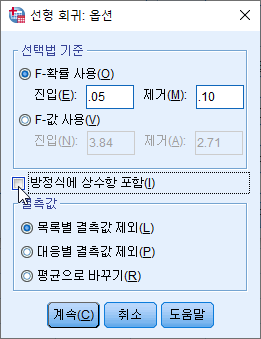 선형 회귀: 옵션
선택법 기준
F-확률 사용(O)
진입(E): .05 제거(M): .10
F-값 사용(V)
진입(N): 3.84 제거(A): 2.71
방정식에 상수항 포함(I)
결측값
목록별 결측값 제외(L)
대응별 결측값 제외(P)
평균으로 바꾸기(R)
계속(C) 취소 도움말